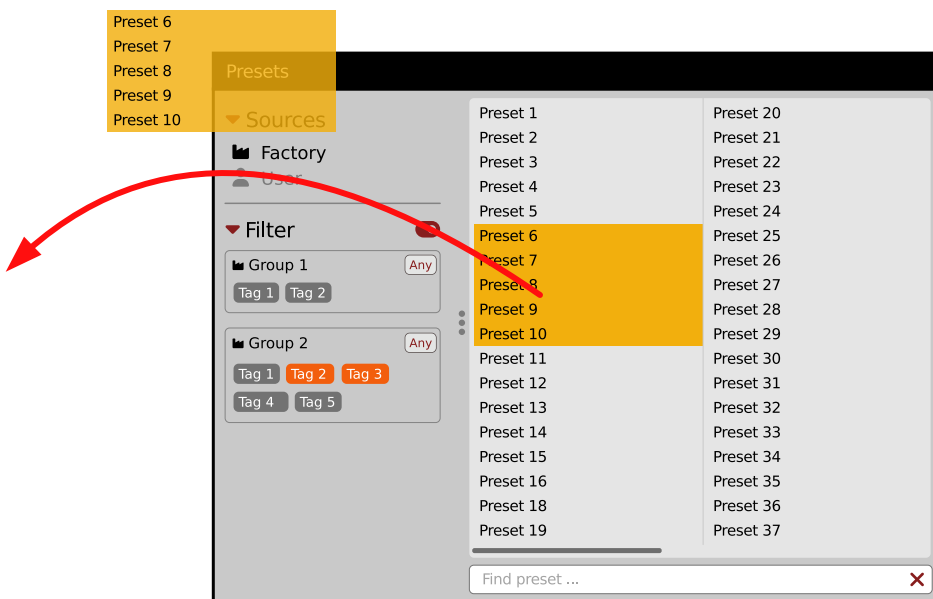 Preset 6
Preset 7
Preset 8
Preset 9
Preset 10
Presets
Sources
Factory
User
Filter
Group 1 Any
Tag 1 Tag 2
Group 2 Any
Tag 1 Tag 2 Tag 3
Tag 4 Tag 5
Preset 1
Preset 2
Preset 3
Preset 4
Preset 5
Preset 6
Preset 7
Preset 8
Preset 9
Preset 10
Preset 11
Preset 12
Preset 13
Preset 14
Preset 15
Preset 16
Preset 18
Preset 19
Preset 20
Preset 21
Preset 22
Preset 23
Preset 24
Preset 25
Preset 26
Preset 27
Preset 28
Preset 29
Preset 30
Preset 31
Preset 32
Preset 33
Preset 34
Preset 35
Preset 36
Preset 37
Find preset ...